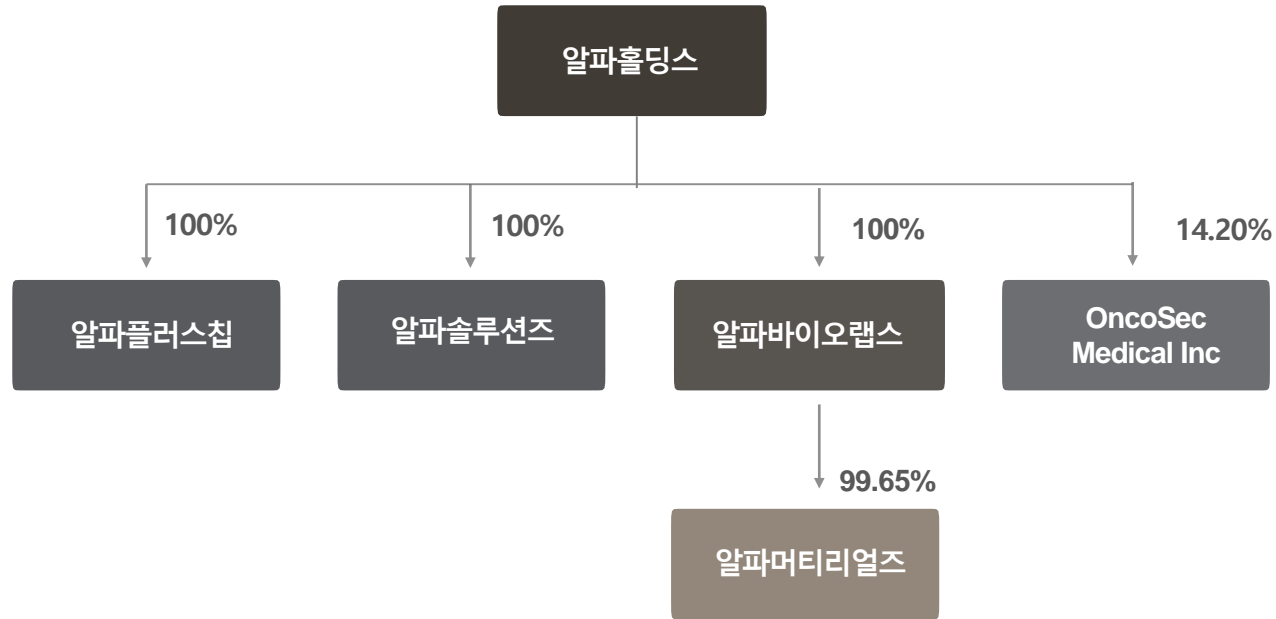 알파홀딩스
100%
100%
100%
14.20%
알파플러스칩
알파솔루션즈
알파바이오랩스
OncoSec
Medical Inc
99.65%
알파머티리얼즈